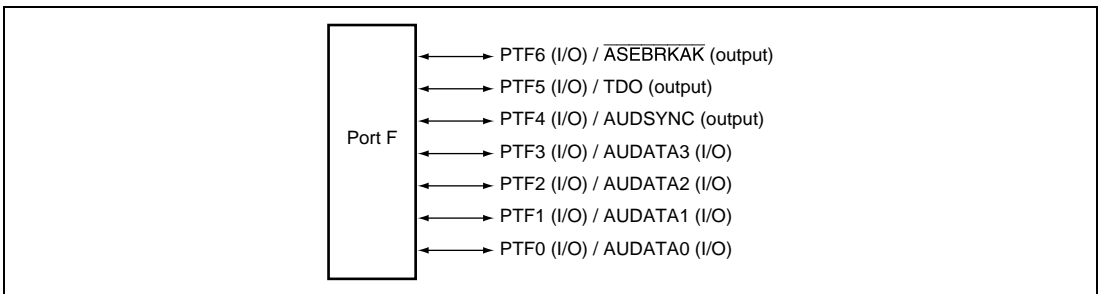 Port F
PTF6 (I/O) / ASEBRKAK (output)
PTF5 (I/O) / TDO (output)
PTF4 (I/O) / AUDSYNC (output)
PTF3 (I/O) / AUDATA3 (I/O)
PTF2 (I/O) / AUDATA2 (I/O)
PTF1 (I/O) / AUDATA1 (I/O)
PTF0 (I/O) / AUDATA0 (I/O)